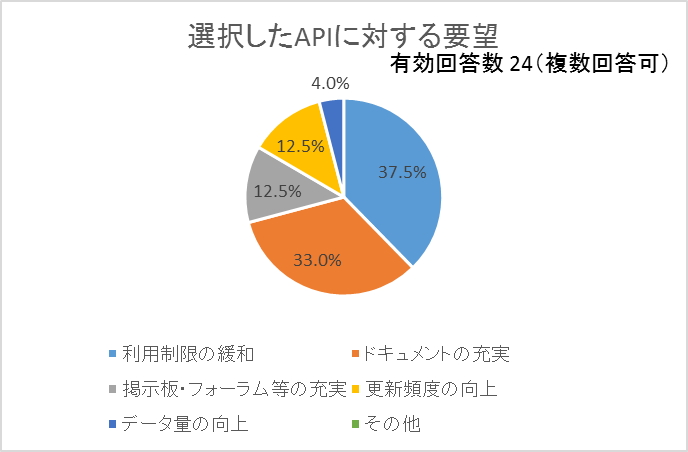 選択したAPIに対する要望
有効回答数 24（複数回答可）
4.0%
12.5%
37.5%
12.5%
33.0%
利用制限の緩和
ドキュメントの充実
掲示板・フォーラム等の充実
更新頻度の向上
データ量の向上
その他